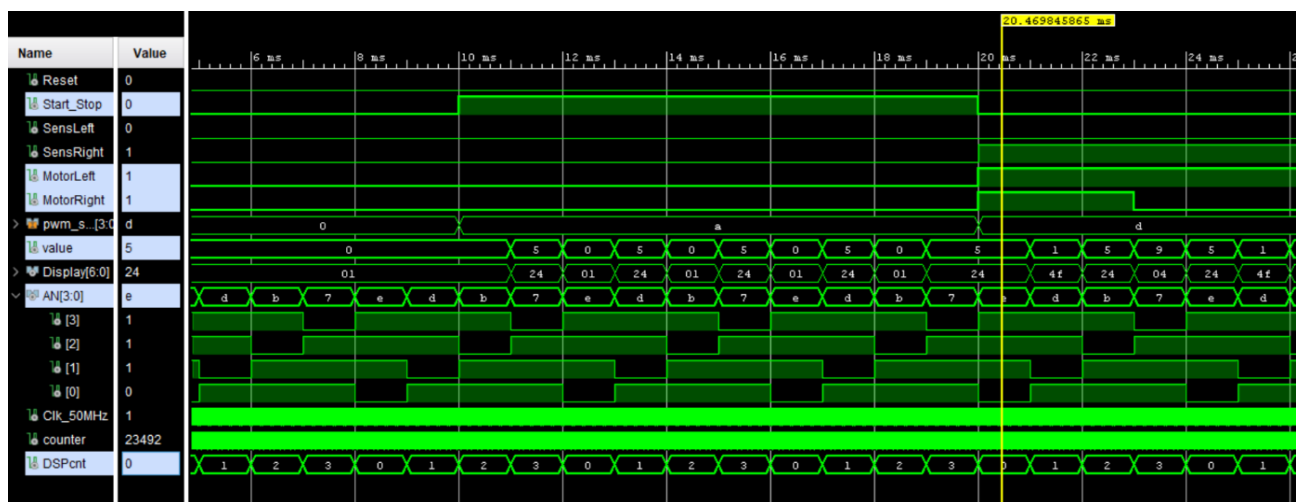 20.469845865 ms
Name Value
6 ms 8 ms 10 ms 12 ms 14 ms 16 ms 18 ms 20 ms 22 ms 24 ms
Reset 0
Start_Stop 0
SensLeft 0
SensRight 1
MotorLeft 1
MotorRight 1
pwm_s...[3:0 d 0 a d
value 5 0 5 0 5 0 5 0 5 0 5 1 5 9 5 1
Display[6:0] 24 01 24 01 24 01 24 01 24 01 24 4f 24 04 24 4f
AN[3:0] e d b 7 e d b 7 e d b 7 e d b 7 e d b 7 e d
[3] 1
[2] 1
[1] 1
[0] 0
Clk_50MHz 1
counter 23492
DSPcnt 0 1 2 3 0 1 2 3 0 1 2 3 0 1 2 3 0 1 2 3 0 1